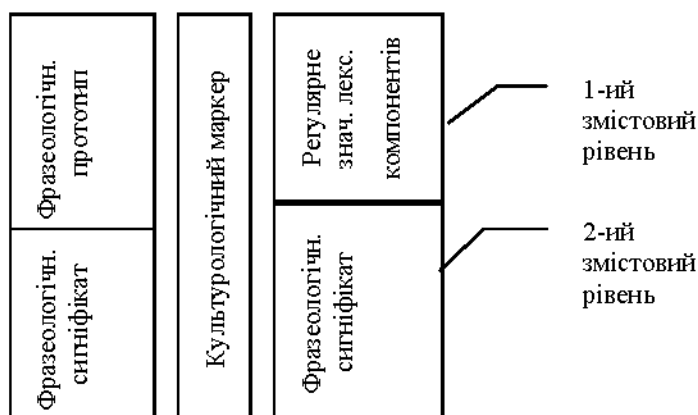 Фразеологічн.
прототип
Фразеологічн.
сигніфікат
Культурологічний маркер
Регулярне
знач. лекс.
компонентів
Фразеологічн.
сигніфікат
1-ий
змістовий
рівень
2-ий
змістовий
рівень